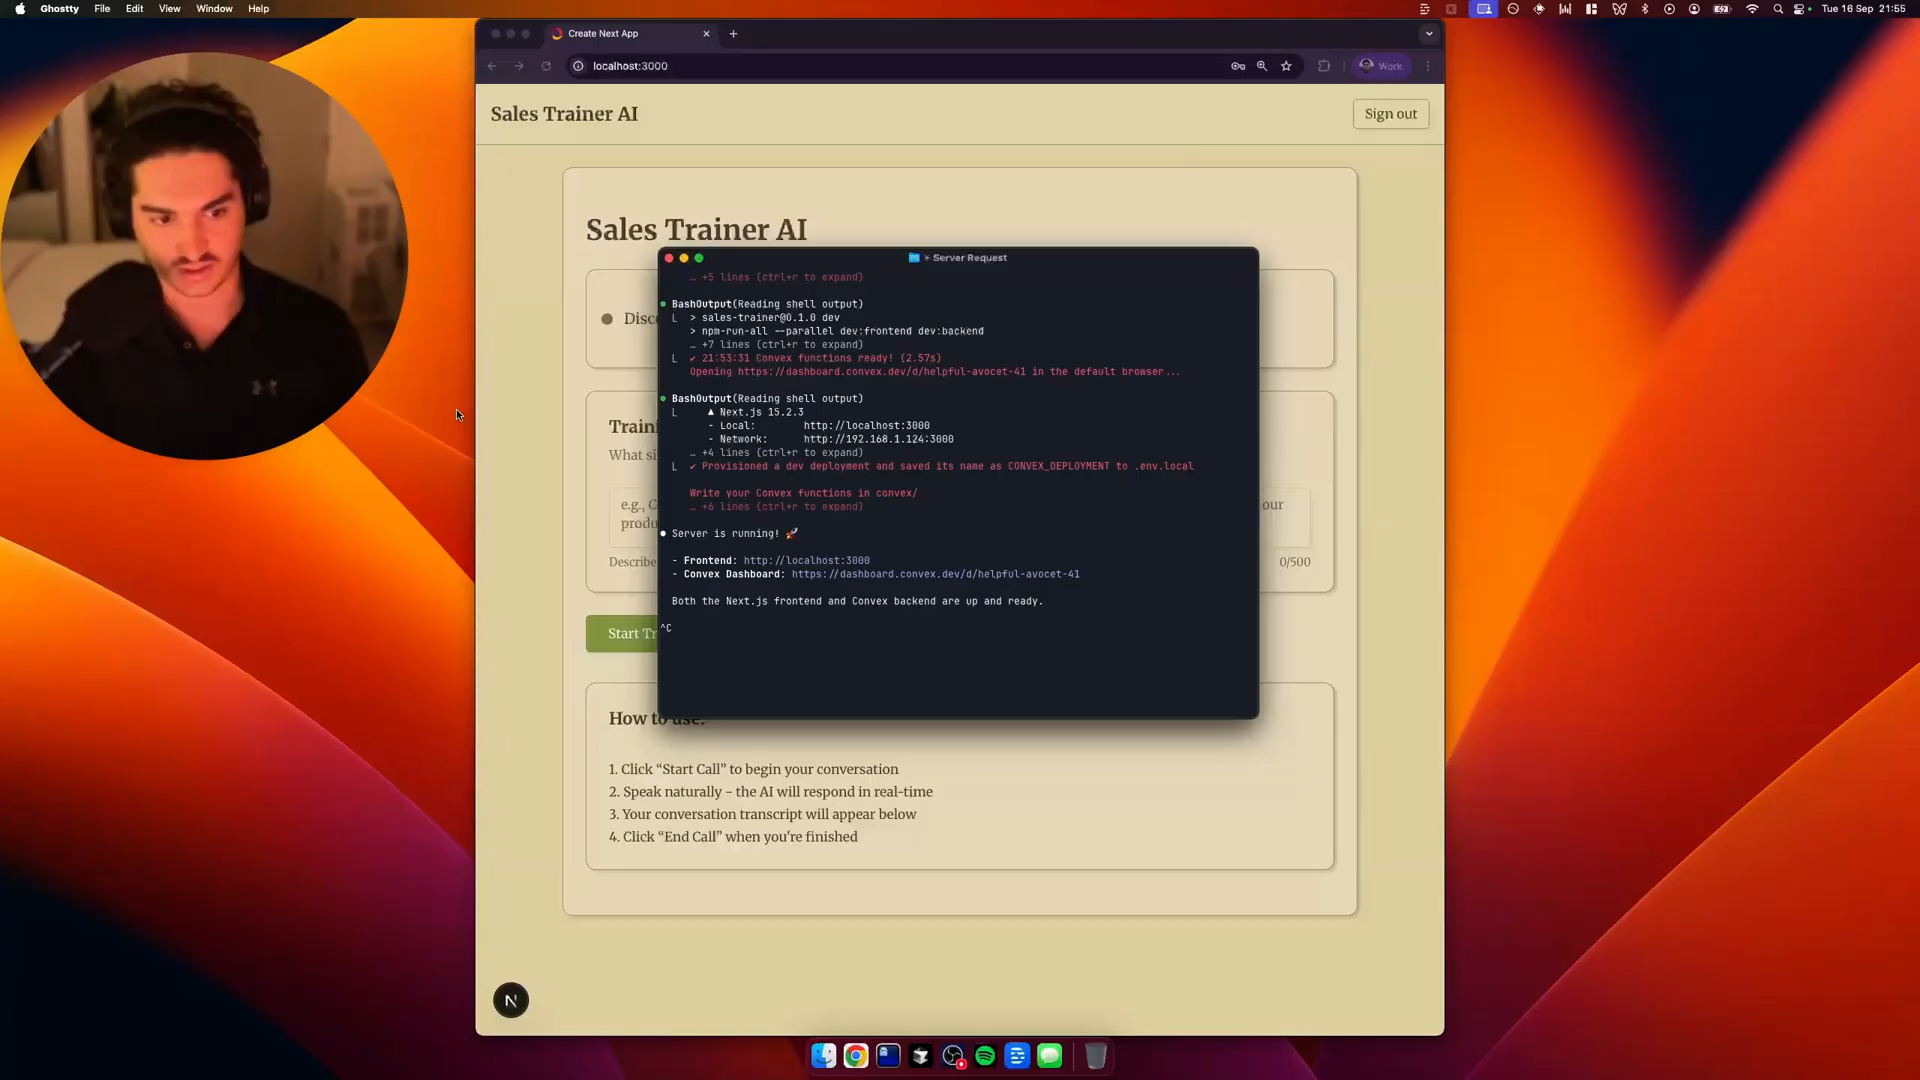 Ghostty File Edit View Window Help
Tue 16 Sep 21:55
Create Next App
localhost:3000
Work
Sales Trainer AI
Sign out
Sales Trainer AI
Disc
Traini
What si
e.g., C
our
produ
Describe
0/500
Start Tr
Server Request
… +5 lines (ctrl+r to expand)
BashOutput(Reading shell output)
> sales-trainer@0.1.0 dev
> npm-run-all --parallel dev:frontend dev:backend
… +7 lines (ctrl+r to expand)
✔ 21:53:31 Convex functions ready! (2.57s)
Opening https://dashboard.convex.dev/d/helpful-avocet-41 in the default browser...
BashOutput(Reading shell output)
▲ Next.js 15.2.3
- Local: http://localhost:3000
- Network: http://192.168.1.124:3000
… +4 lines (ctrl+r to expand)
✔ Provisioned a dev deployment and saved its name as CONVEX_DEPLOYMENT to .env.local
Write your Convex functions in convex/
… +6 lines (ctrl+r to expand)
Server is running! 🚀
- Frontend: http://localhost:3000
- Convex Dashboard: https://dashboard.convex.dev/d/helpful-avocet-41
Both the Next.js frontend and Convex backend are up and ready.
^C
How to use:
1. Click “Start Call” to begin your conversation
2. Speak naturally - the AI will respond in real-time
3. Your conversation transcript will appear below
4. Click “End Call” when you're finished
N